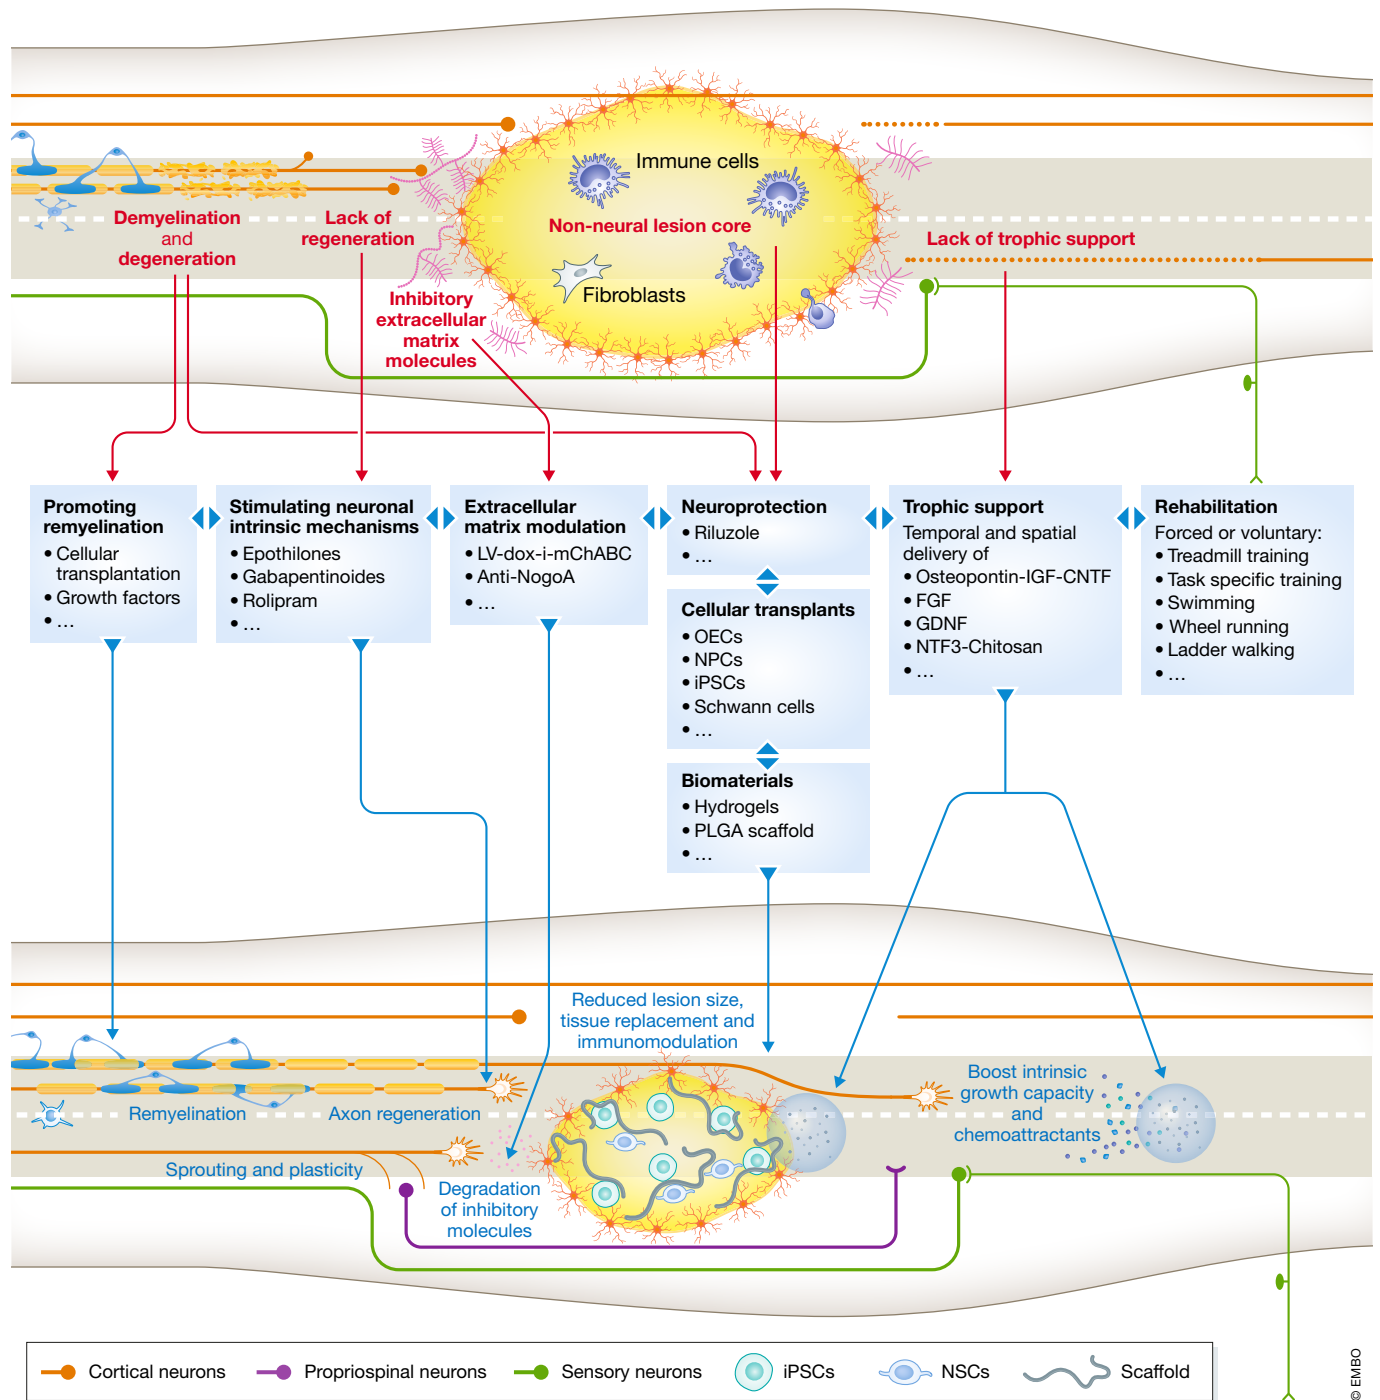 Immune cells
Non-neural lesion core
Fibroblasts
Demyelination
and
degeneration
Lack of
regeneration
Inhibitory
extracellular
matrix
molecules
Lack of trophic support
Promoting
remyelination
• Cellular
transplantation
• Growth factors
• …
Stimulating neuronal
intrinsic mechanisms
• Epothilones
• Gabapentinoides
• Rolipram
• …
Extracellular
matrix modulation
• LV-dox-i-mChABC
• Anti-NogoA
• …
Neuroprotection
• Riluzole
• …
Cellular transplants
• OECs
• NPCs
• iPSCs
• Schwann cells
• …
Biomaterials
• Hydrogels
• PLGA scaffold
• …
Trophic support
Temporal and spatial
delivery of
• Osteopontin-IGF-CNTF
• FGF
• GDNF
• NTF3-Chitosan
• …
Rehabilitation
Forced or voluntary:
• Treadmill training
• Task specific training
• Swimming
• Wheel running
• Ladder walking
• …
Reduced lesion size,
tissue replacement and
immunomodulation
Remyelination
Axon regeneration
Boost intrinsic
growth capacity
and
chemoattractants
Sprouting and plasticity
Degradation
of inhibitory
molecules
Cortical neurons
Propriospinal neurons
Sensory neurons
iPSCs
NSCs
Scaffold
© EMBO